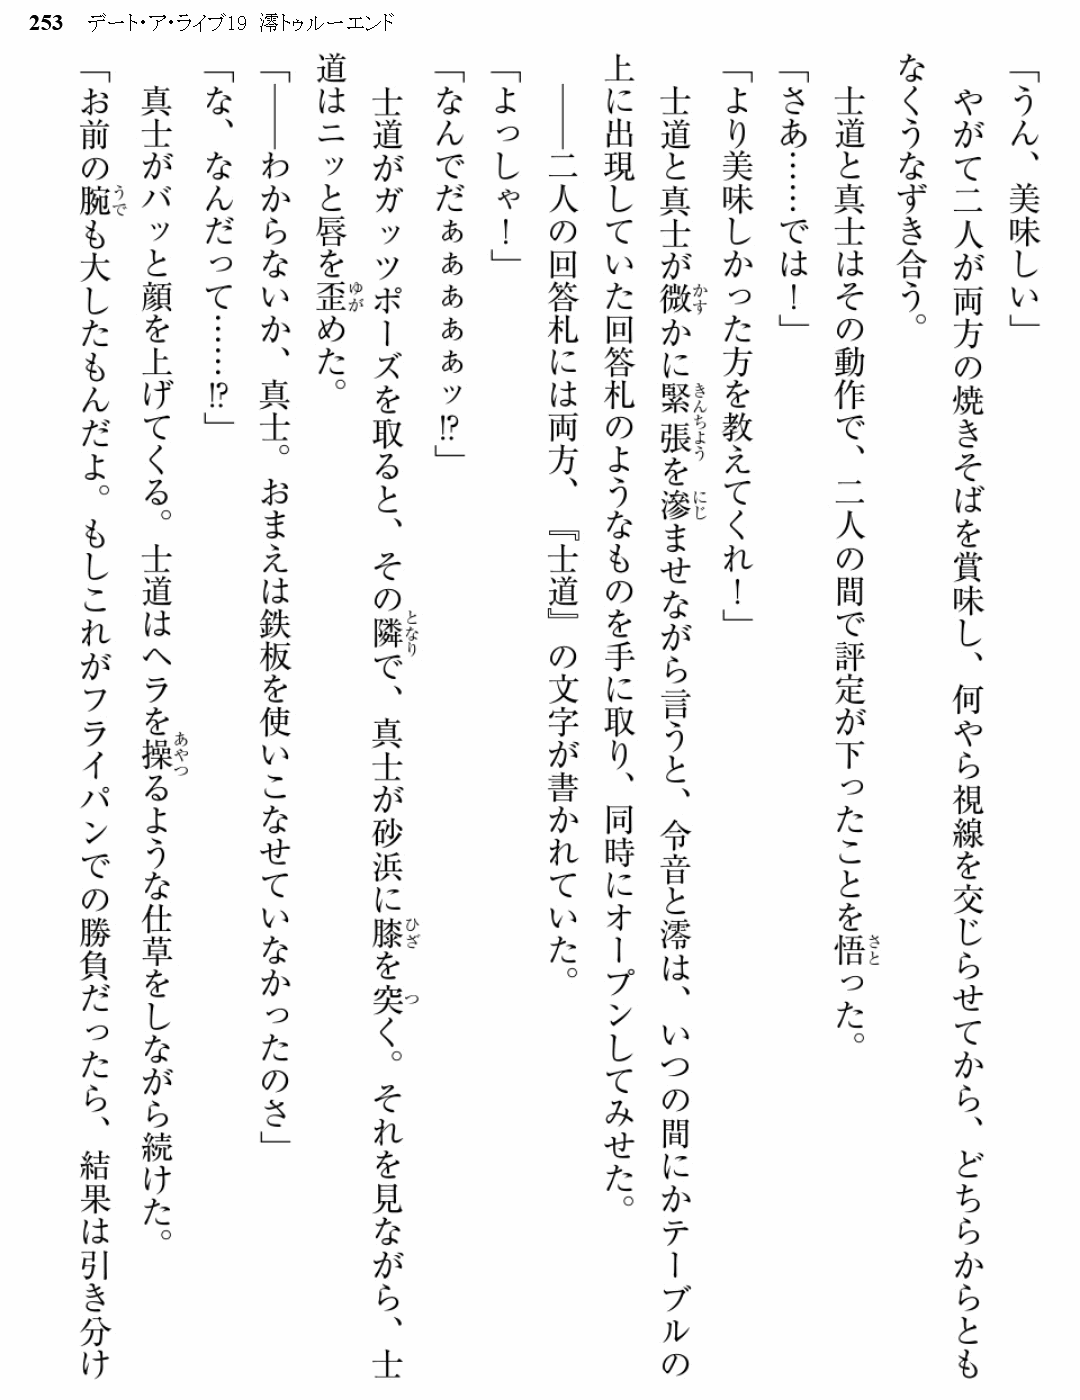 253 デート・ア・ライブ19 澪トゥルーエンド
「うん、美味しい」
やがて二人が両方の焼きそばを賞味し、何やら視線を交じらせてから、どちらからとも
なくうなずき合う。
士道と真士はその動作で、二人の間で評定が下ったことを悟った。
「さあ……では！」
「より美味しかった方を教えてくれ！」
士道と真士が微かに緊張を滲ませながら言うと、令音と澪は、いつの間にかテーブルの
上に出現していた回答札のようなものを手に取り、同時にオープンしてみせた。
――二人の回答札には両方、『士道』の文字が書かれていた。
「よっしゃ！」
「なんでだぁぁぁぁぁッ!?」
士道がガッツポーズを取ると、その隣で、真士が砂浜に膝を突く。それを見ながら、士
道はニッと唇を歪めた。
「――わからないか、真士。おまえは鉄板を使いこなせていなかったのさ」
「な、なんだって……!?」
真士がバッと顔を上げてくる。士道はヘラを操るような仕草をしながら続けた。
「お前の腕も大したもんだよ。もしこれがフライパンでの勝負だったら、結果は引き分け